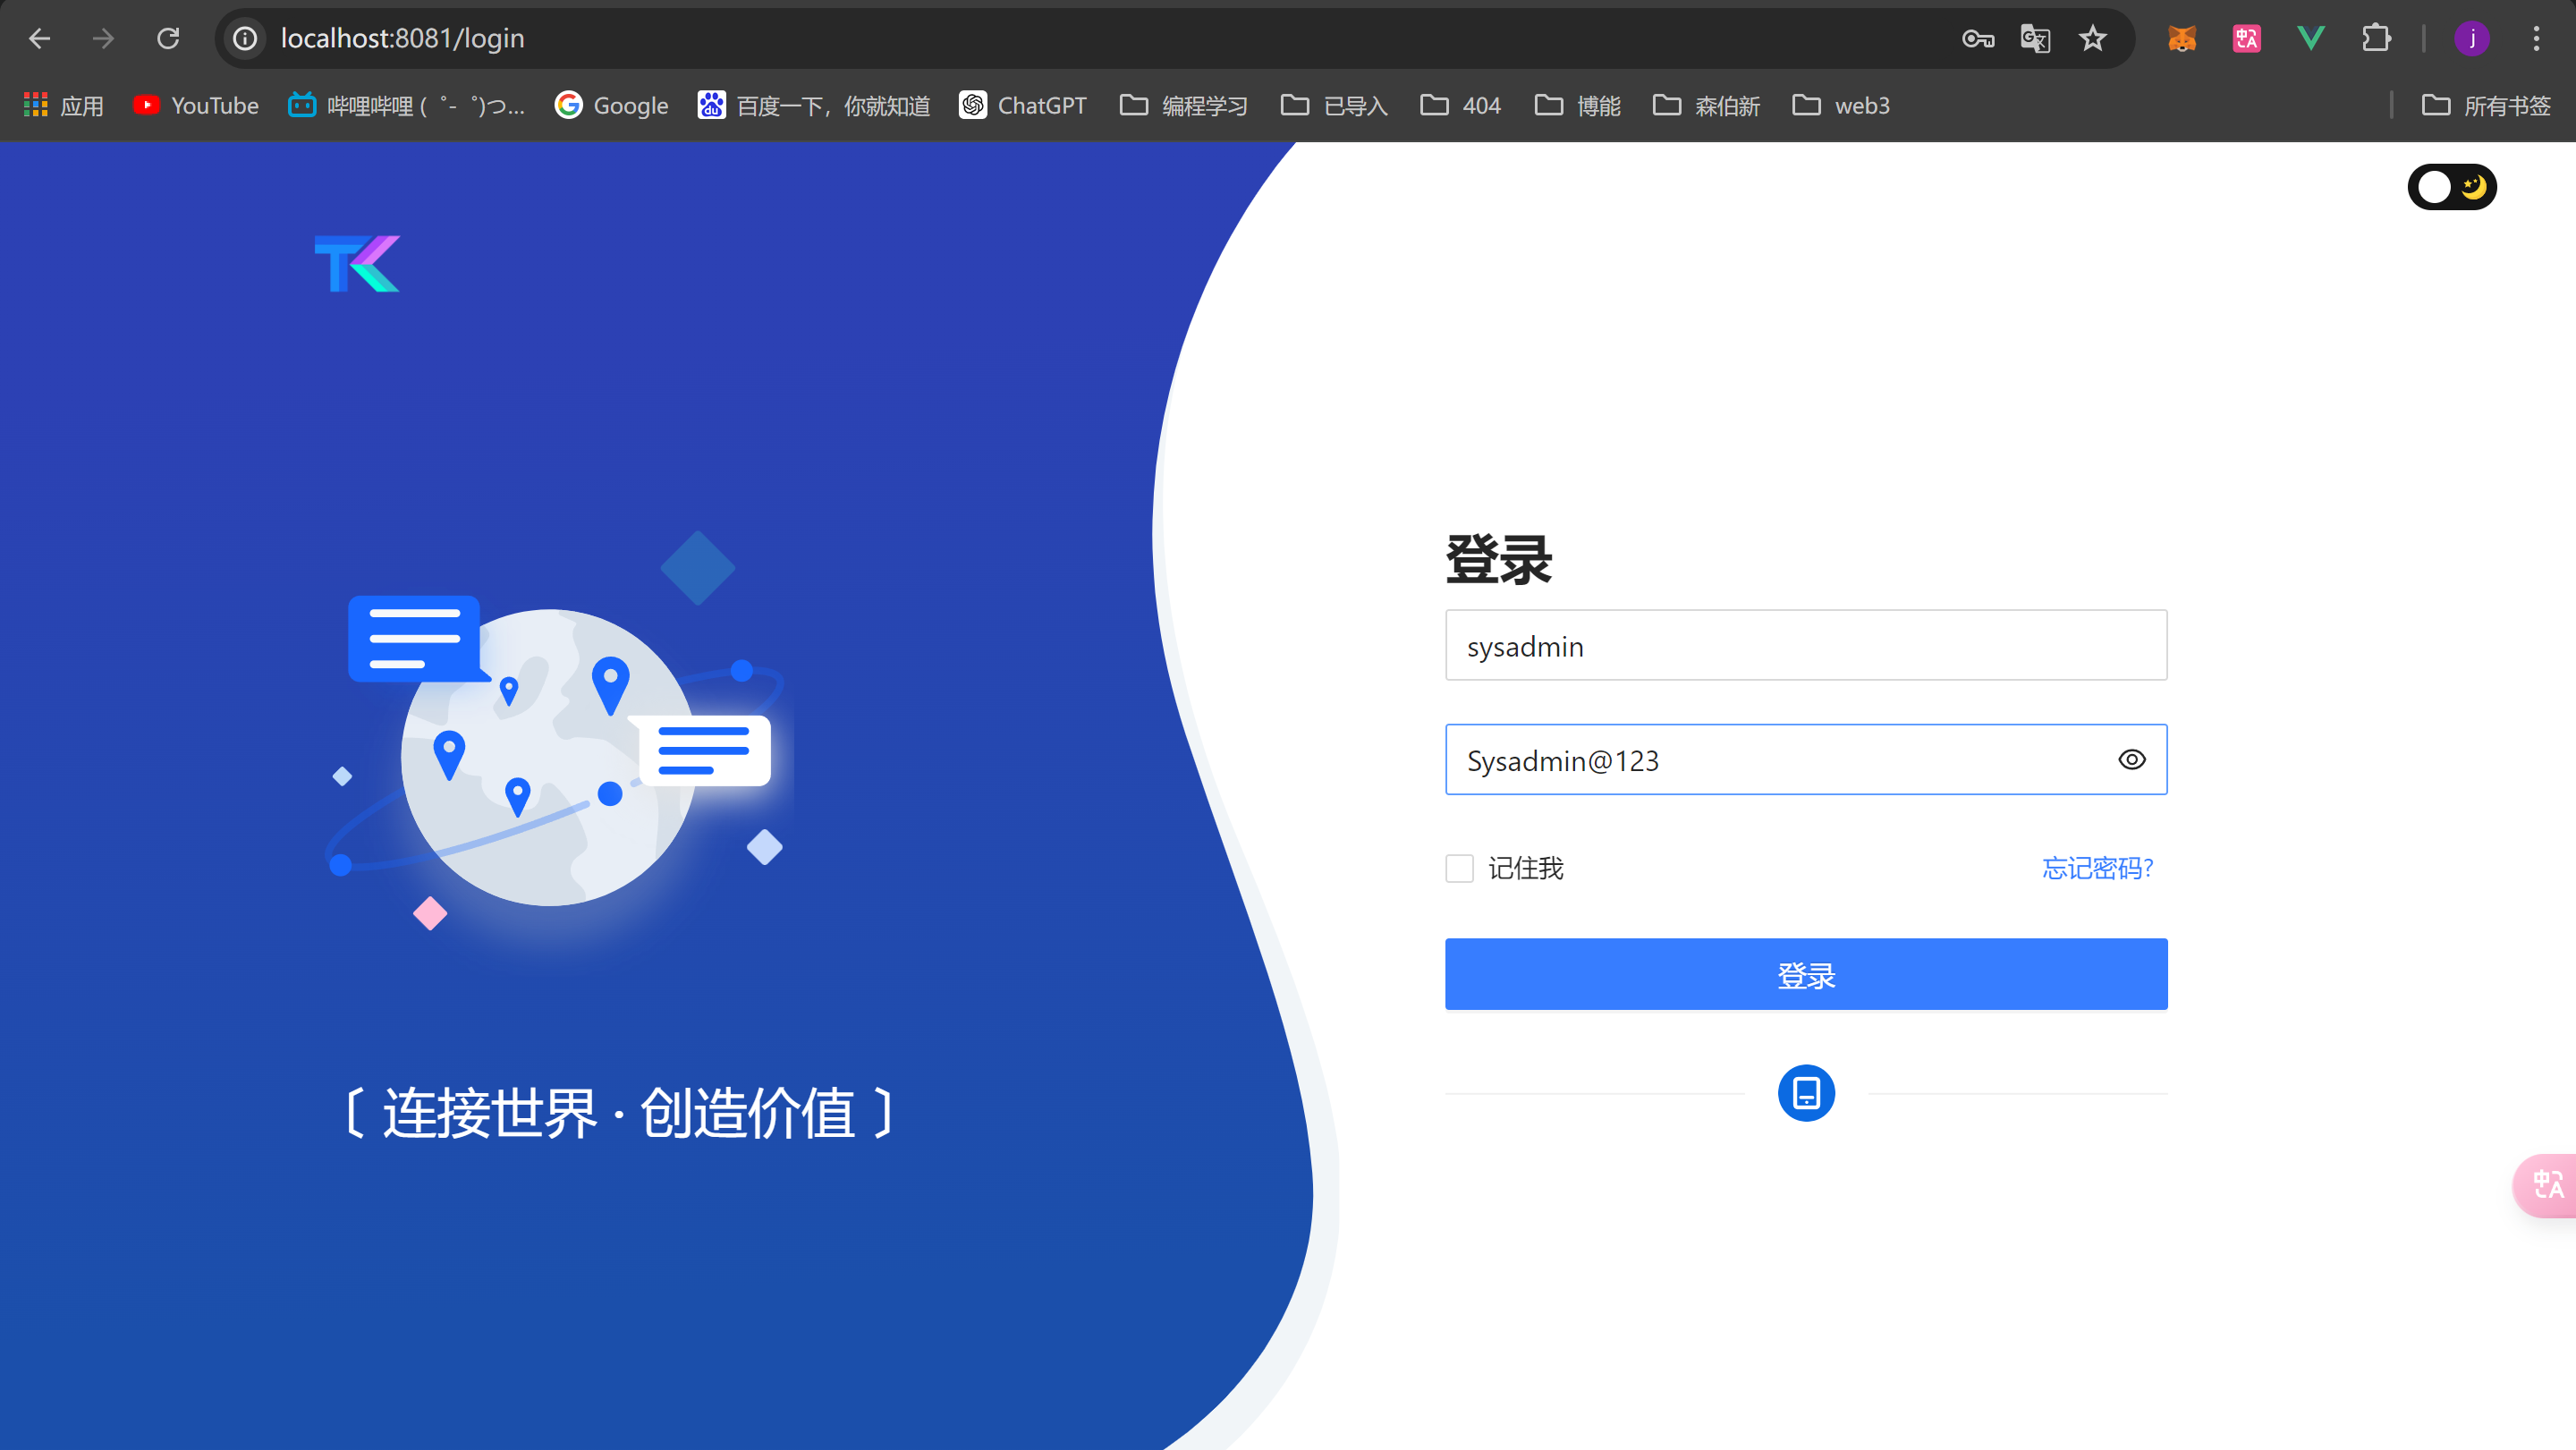 localhost:8081/login
j
应用
YouTube
哔哩哔哩 ( ゜- ゜)つ...
Google
百度一下，你就知道
ChatGPT
编程学习
已导入
404
博能
森伯新
web3
所有书签
TK
登录
sysadmin
Sysadmin@123
记住我
忘记密码?
登录
〔 连接世界 · 创造价值 〕
中A